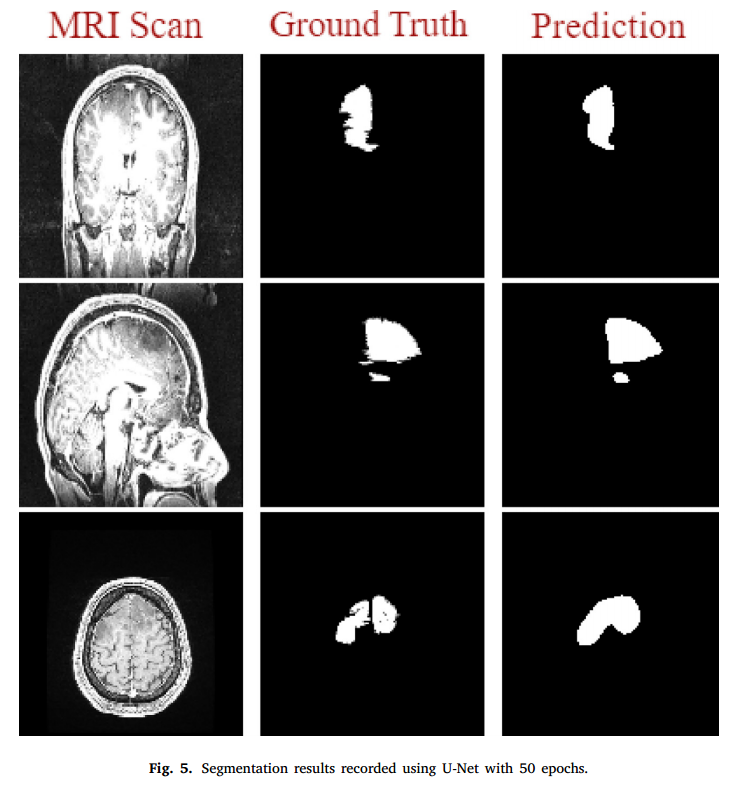 MRI Scan Ground Truth Prediction
Fig. 5. Segmentation results recorded using U-Net with 50 epochs.